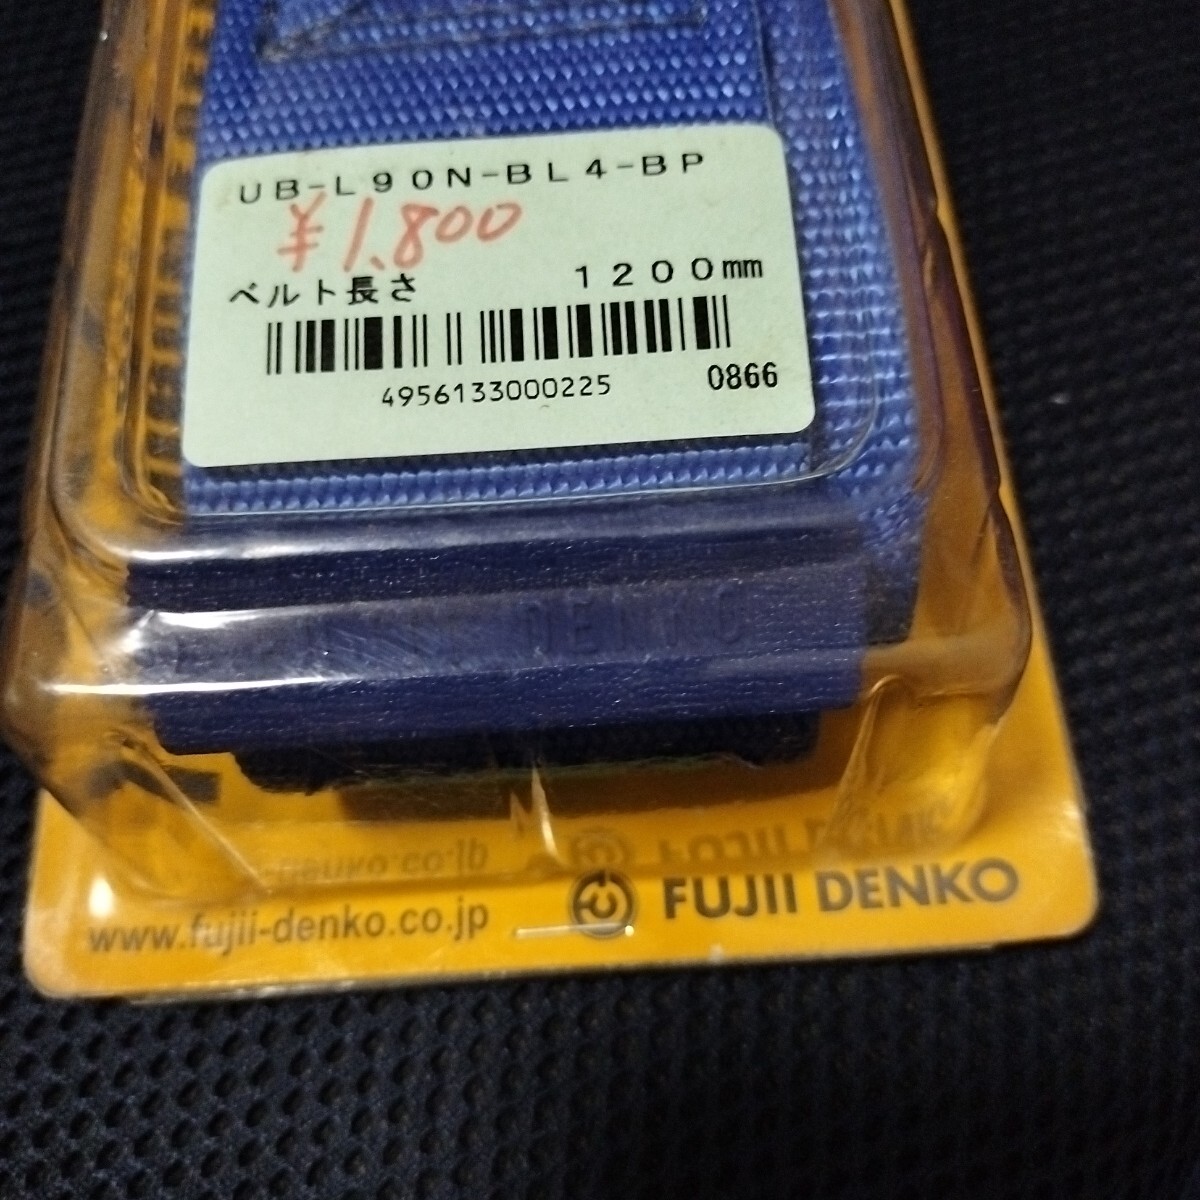 UB-L90N-BL4-BP
¥1,800
ベルト長さ 1200mm
4956133000225 0866
DENKO
www.fujii-denko.co.jp FUJII DENKO